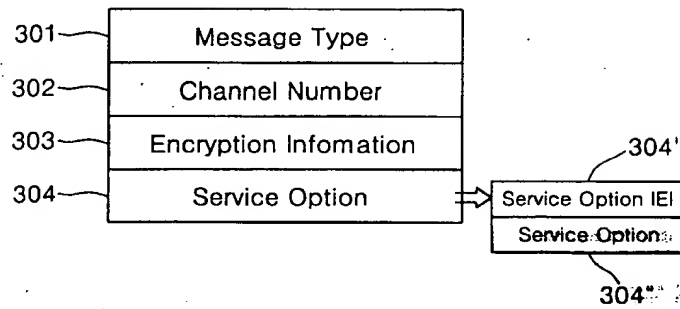 301 Message Type
302 Channel Number
303 Encryption Infomation
304 Service Option
304'
Service Option IEI
Service Option
304"